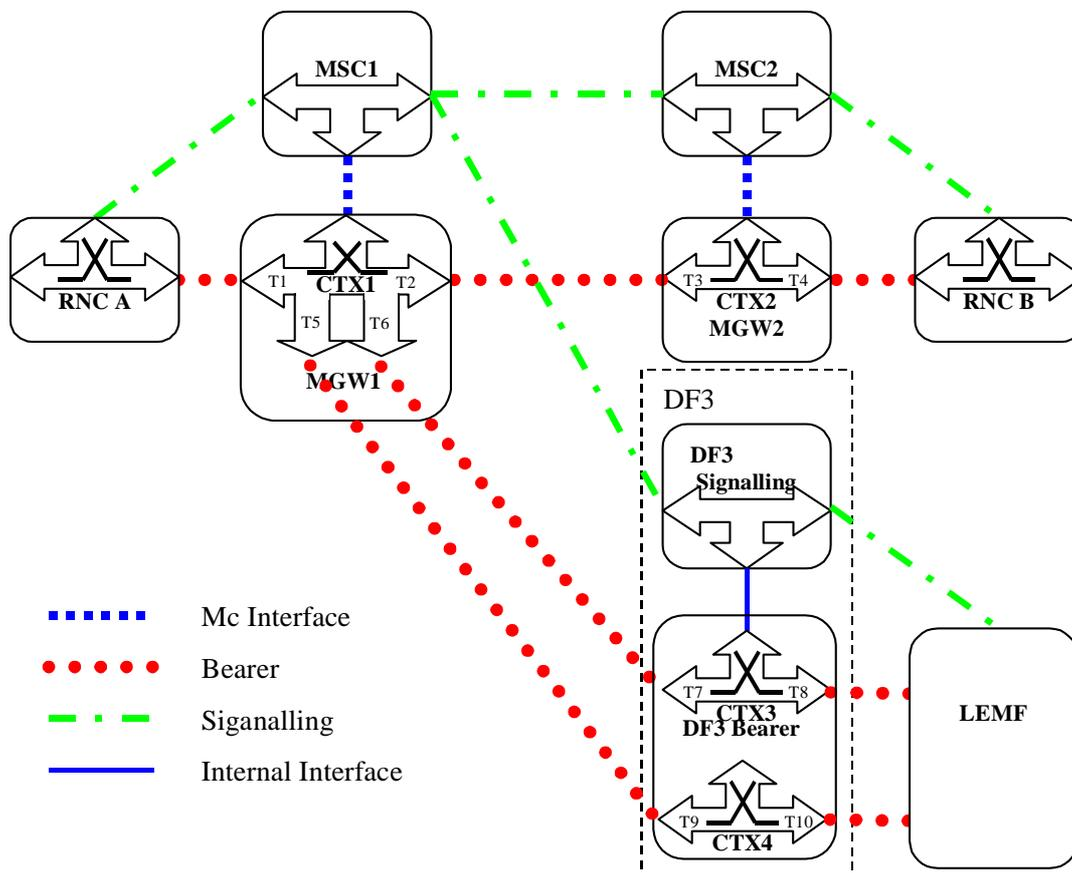 MSC1
MSC2
RNC A
T1
CTX1
T2
T5
T6
MGW1
T3
T4
CTX2
MGW2
RNC B
DF3
DF3
Signalling
Mc Interface
Bearer
Siganalling
Internal Interface
T7
T8
CTX3
DF3 Bearer
T9
T10
CTX4
LEMF